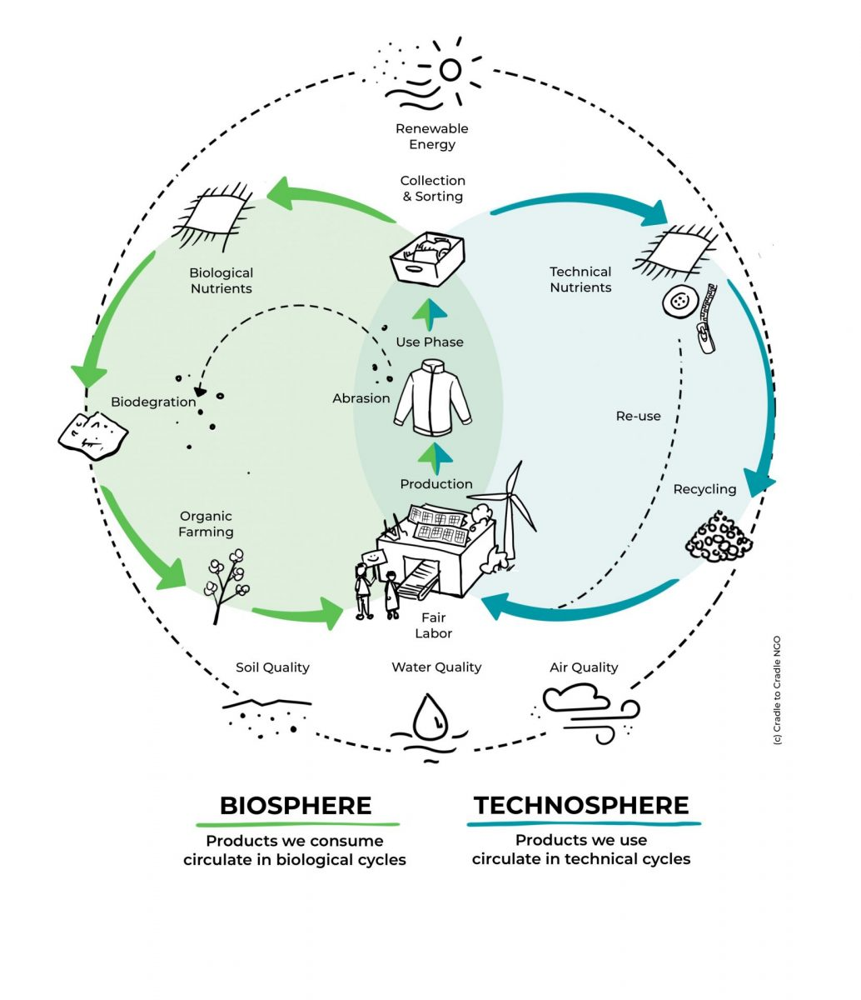 Renewable
Energy
Collection
& Sorting
Biological
Nutrients
Technical
Nutrients
Use Phase
Biodegration
Abrasion
Re-use
Production
Recycling
Organic
Farming
Fair
Labor
Soil Quality
Water Quality
Air Quality
(c) Cradle to Cradle NGO
BIOSPHERE
Products we consume
circulate in biological cycles
TECHNOSPHERE
Products we use
circulate in technical cycles